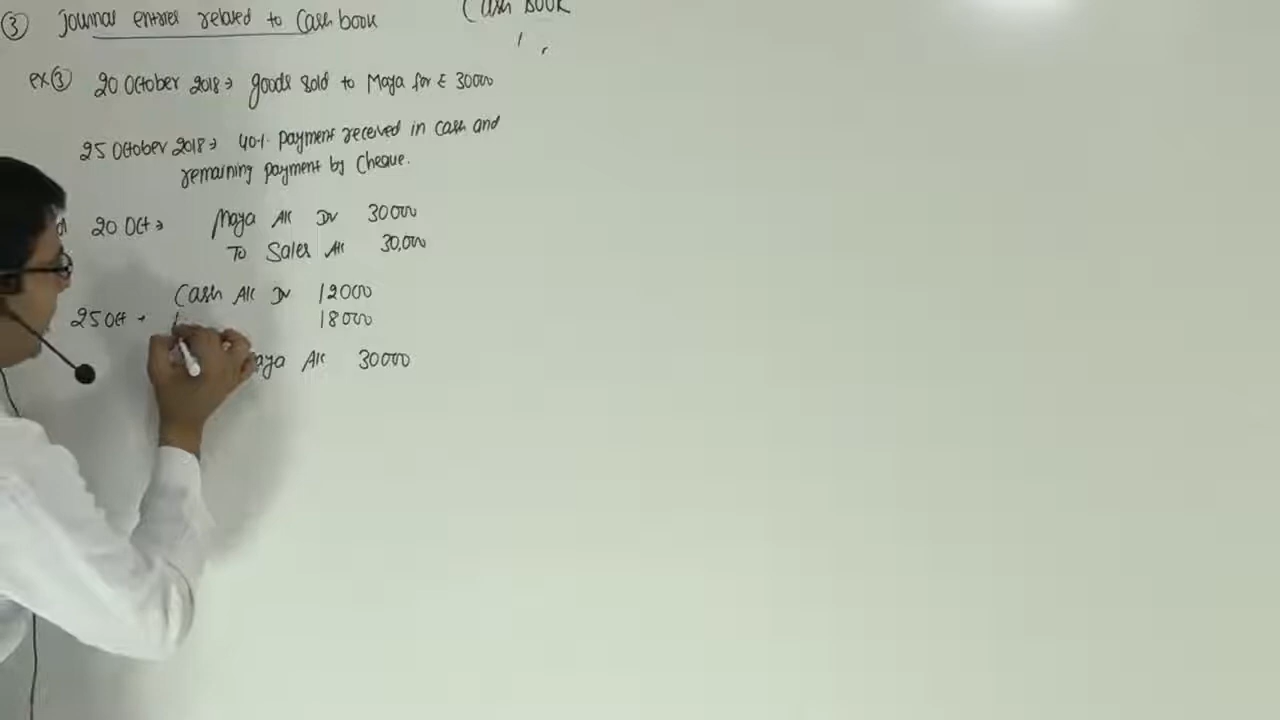 ③ Journal entries related to Cash book
Cash Book
ex ③ 20 October 2018 → goods sold to Maya for £ 30000
25 October 2018 → 40% payment received in cash and
remaining payment by Cheque.
20 Oct → Maya A/c Dr 30000
To Sales A/c 30,000
Cash A/c Dr 12000
25 Oct → 18000
Maya A/c 30000